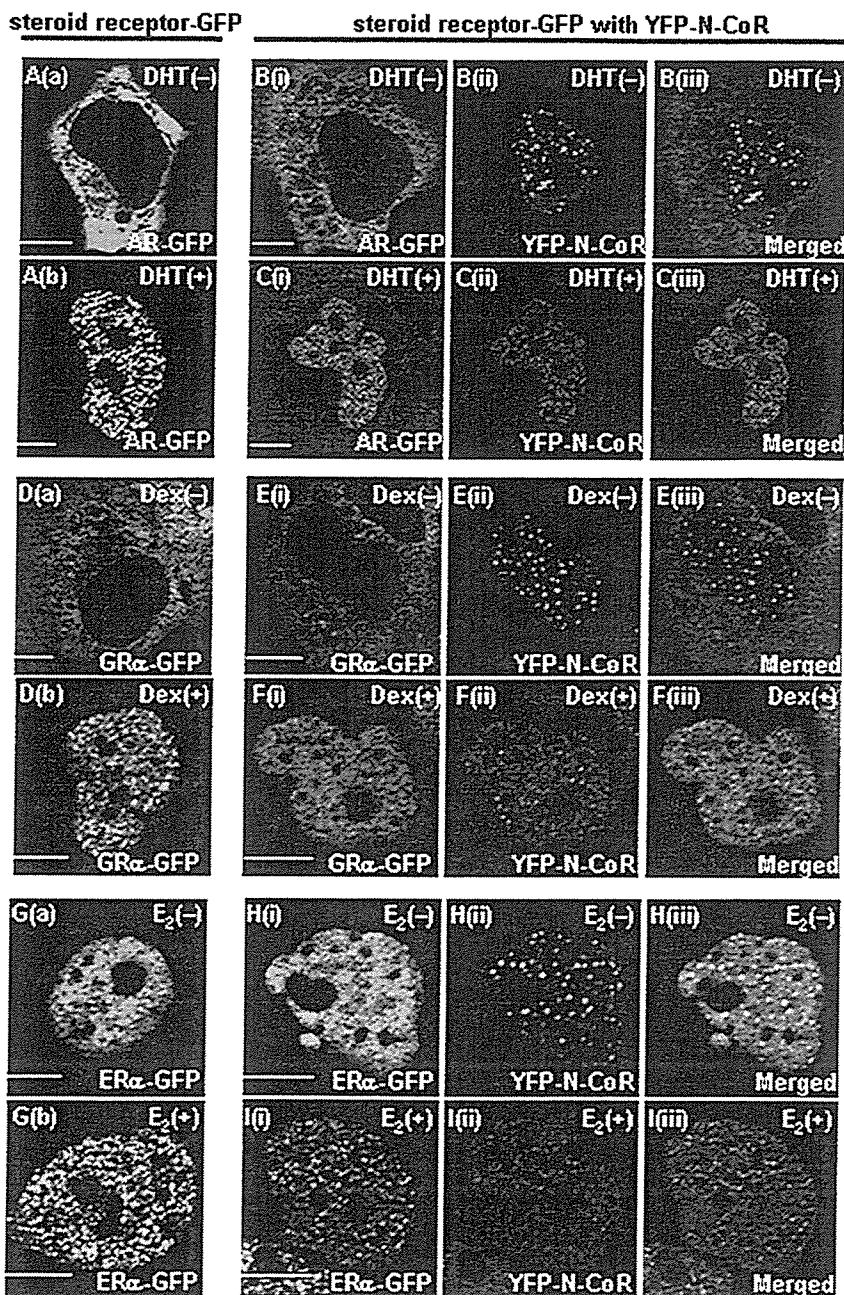 steroid receptor-GFP steroid receptor-GFP with YFP-N-CoR
A(a) DHT(–) B(i) DHT(–) B(ii) DHT(–) B(iii) DHT(–)
AR-GFP AR-GFP YFP-N-CoR Merged
A(b) DHT(+) C(i) DHT(+) C(ii) DHT(+) C(iii) DHT(+)
AR-GFP AR-GFP YFP-N-CoR Merged
D(a) Dex(–) E(i) Dex(–) E(ii) Dex(–) E(iii) Dex(–)
GRα-GFP GRα-GFP YFP-N-CoR Merged
D(b) Dex(+) F(i) Dex(+) F(ii) Dex(+) F(iii) Dex(+)
GRα-GFP GRα-GFP YFP-N-CoR Merged
G(a) E₂(–) H(i) E₂(–) H(ii) E₂(–) H(iii) E₂(–)
ERα-GFP ERα-GFP YFP-N-CoR Merged
G(b) E₂(+) I(i) E₂(+) I(ii) E₂(+) I(iii) E₂(+)
ERα-GFP ERα-GFP YFP-N-CoR Merged